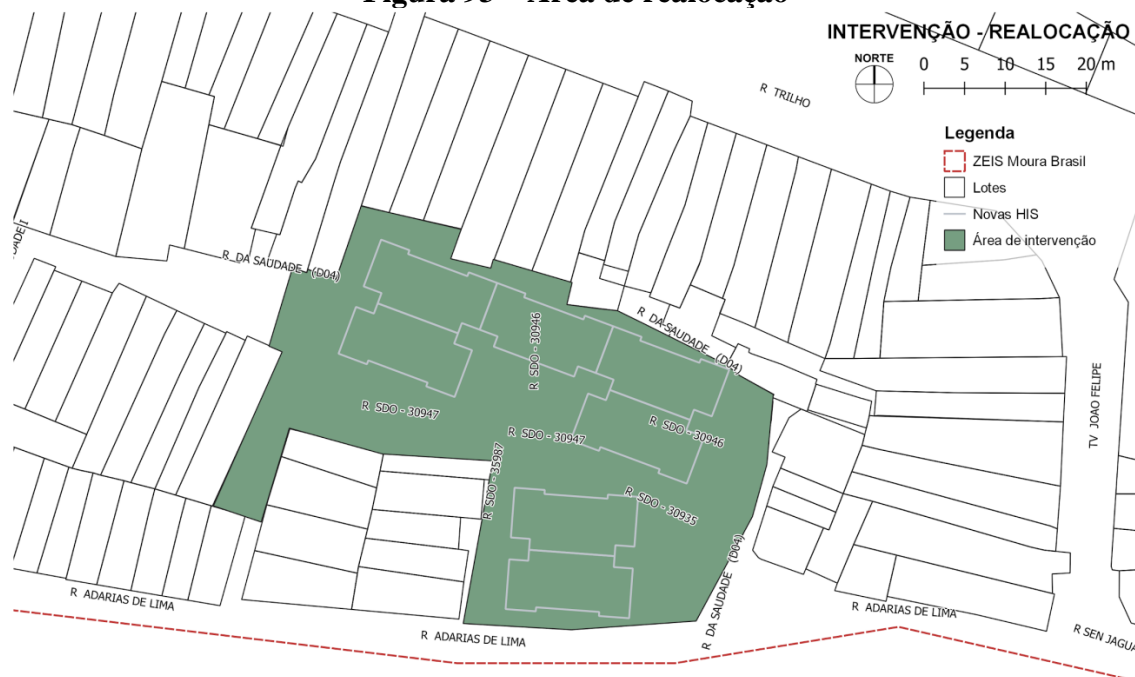 Figura 93 – Área de realocação
INTERVENÇÃO - REALOCAÇÃO
NORTE
0 5 10 15 20 m
R TRILHO
Legenda
ZEIS Moura Brasil
Lotes
Novas HIS
Área de intervenção
R DA SAUDADE (D04)
R SDO - 30946
R DA SAUDADE (D04)
R SDO - 30947
R SDO - 30947
R SDO - 30946
TV JOAO FELIPE
R SDO - 35987
R SDO - 30935
R DA SAUDADE (D04)
R ADARIAS DE LIMA
R ADARIAS DE LIMA
R ADARIAS DE LIMA
R SEN JAGUA